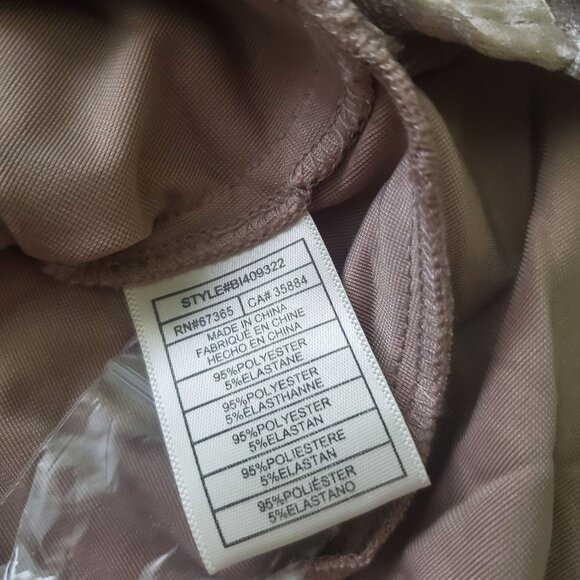 STYLE#BI409322
RN#67365 CA# 35884
MADE IN CHINA
FABRIQUÉ EN CHINE
HECHO EN CHINA
95%POLYESTER
5%ELASTANE
95%POLYESTER
5%ELASTHANNE
95%POLYESTER
5%ELASTAN
95%POLIESTERE
5%ELASTAN
95%POLIÉSTER
5%ELASTANO